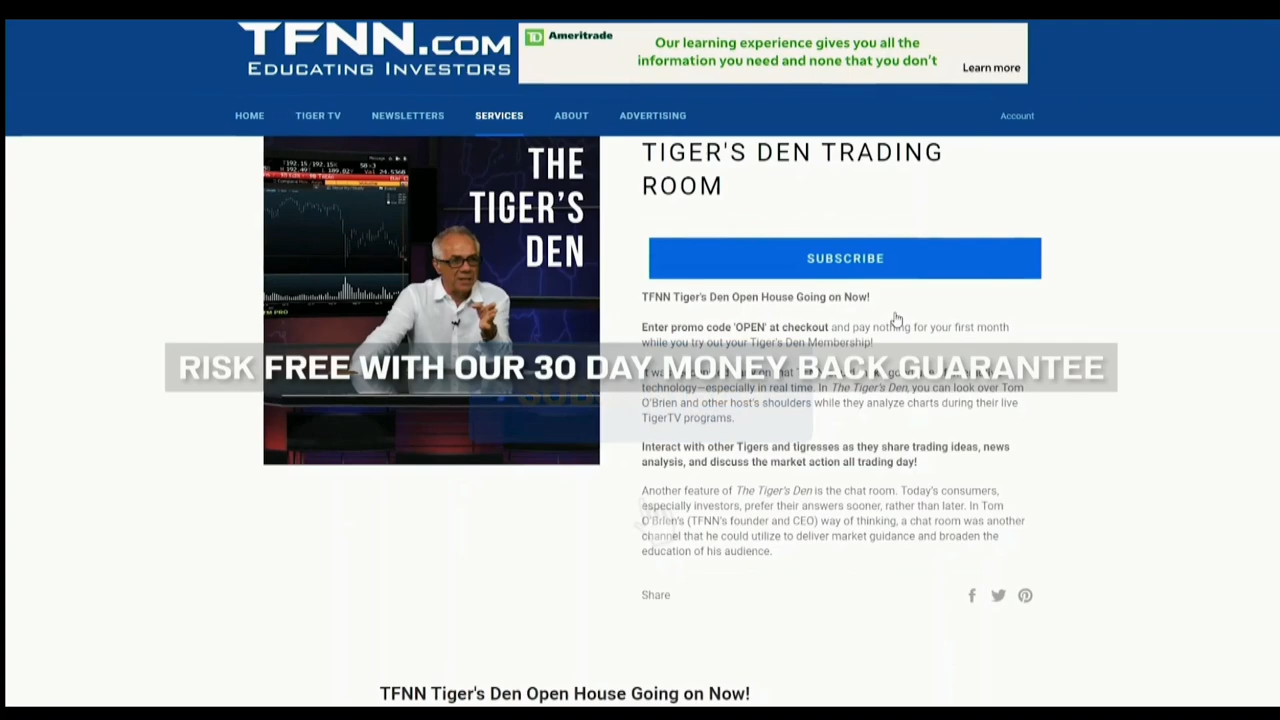 TFNN.COM
EDUCATING INVESTORS
TD Ameritrade
Our learning experience gives you all the
information you need and none that you don't
Learn more
HOME
TIGER TV
NEWSLETTERS
SERVICES
ABOUT
ADVERTISING
Account
THE
TIGER'S
DEN
TIGER'S DEN TRADING
ROOM
SUBSCRIBE
TFNN Tiger's Den Open House Going on Now!
Enter promo code 'OPEN' at checkout and pay nothing for your first month
while you try out your Tiger's Den Membership!
RISK FREE WITH OUR 30 DAY MONEY BACK GUARANTEE
technology—especially in real time. In The Tiger's Den, you can look over Tom
O'Brien and other host's shoulders while they analyze charts during their live
TigerTV programs.
Interact with other Tigers and tigresses as they share trading ideas, news
analysis, and discuss the market action all trading day!
Another feature of The Tiger's Den is the chat room. Today's consumers,
especially investors, prefer their answers sooner, rather than later. In Tom
O'Brien's (TFNN's founder and CEO) way of thinking, a chat room was another
channel that he could utilize to deliver market guidance and broaden the
education of his audience.
Share
TFNN Tiger's Den Open House Going on Now!